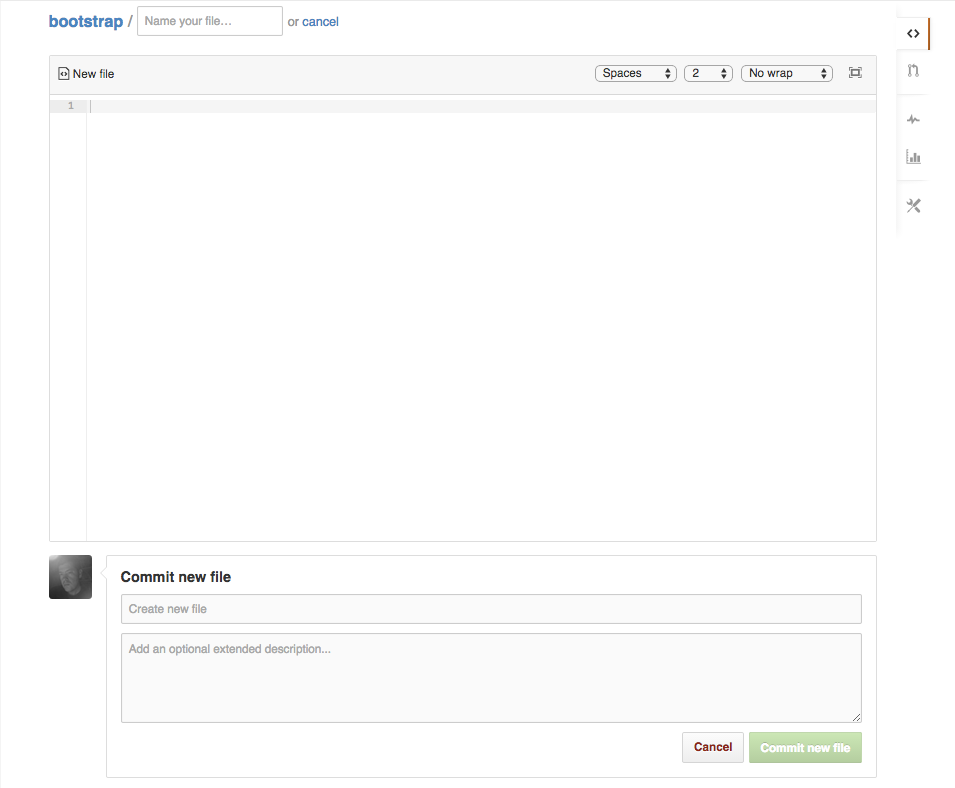 bootstrap / Name your file... or cancel
New file Spaces 2 No wrap
1
Commit new file
Create new file
Add an optional extended description...
Cancel Commit new file